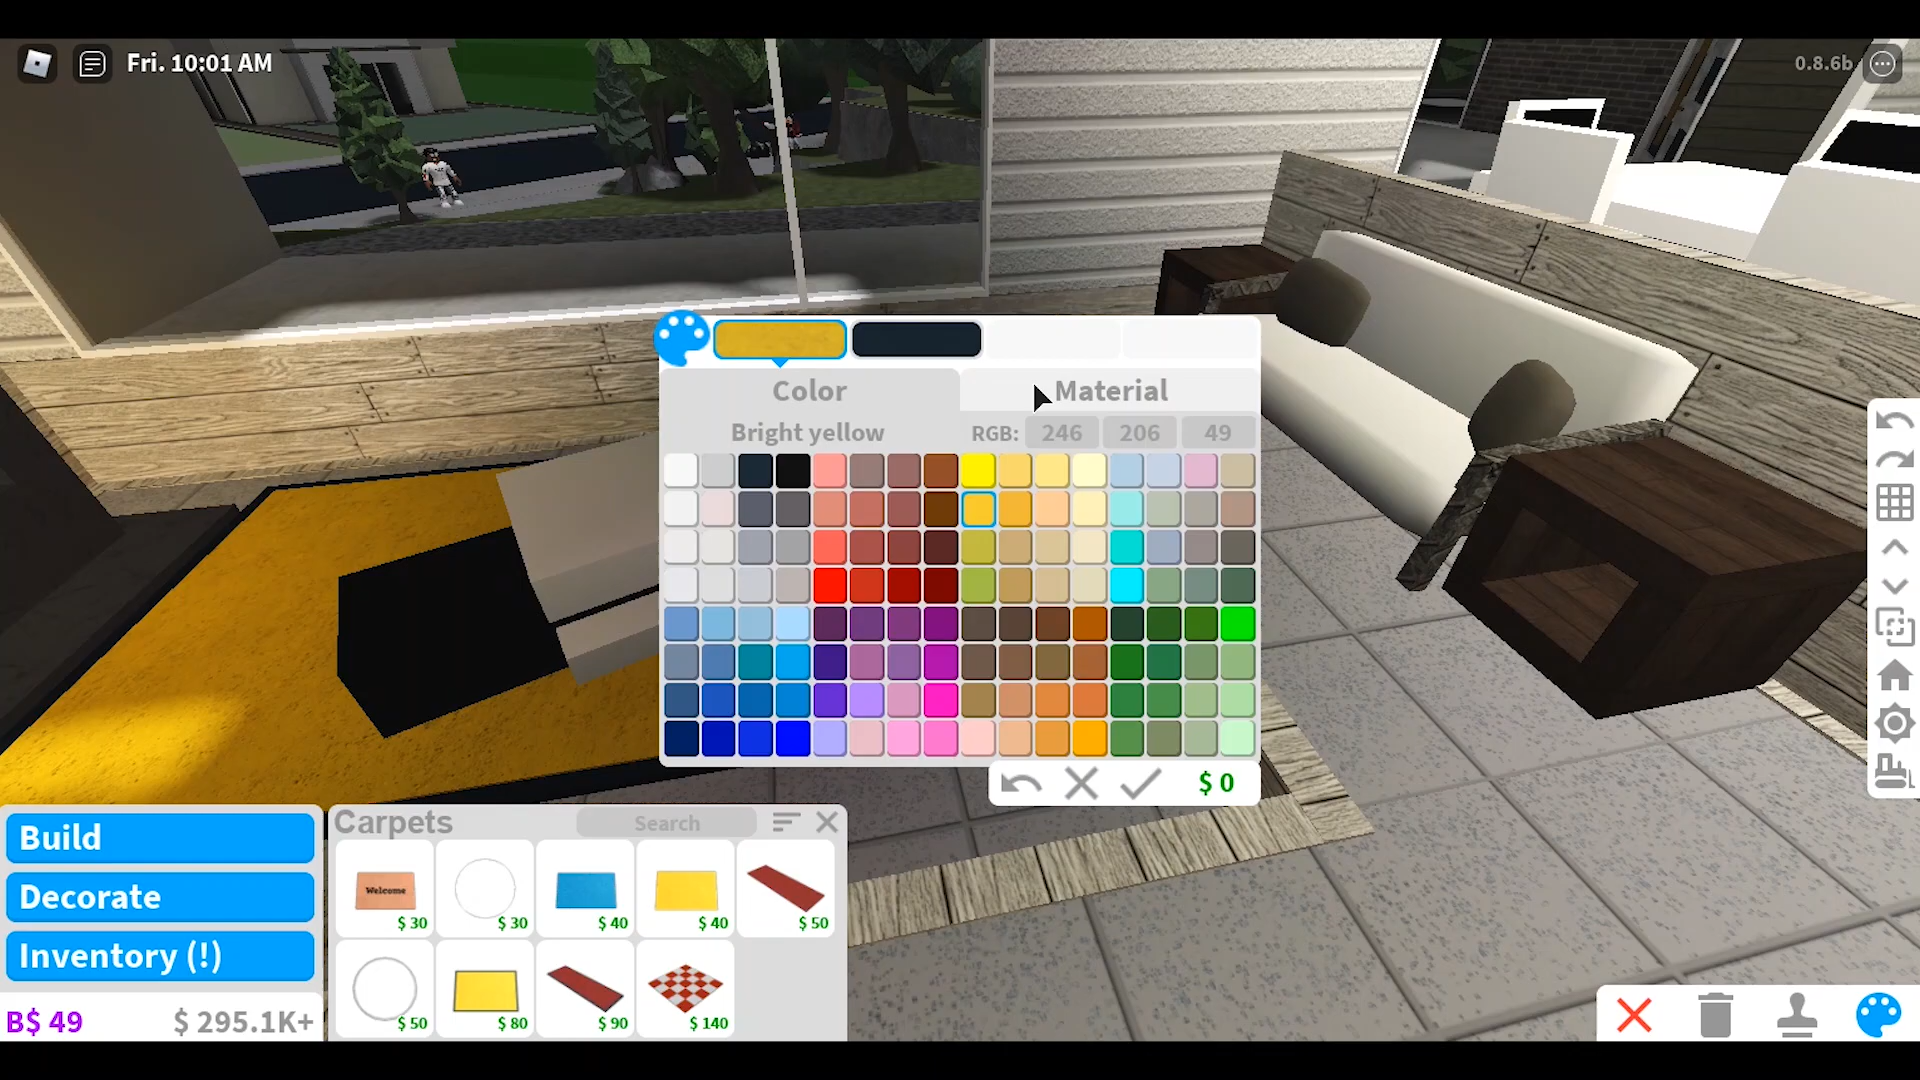 Fri. 10:01 AM
0.8.6b
Color
Material
Bright yellow
RGB: 246 206 49
$ 0
Build
Decorate
Inventory (!)
B$ 49
$ 295.1K+
Carpets
Search
Welcome
$ 30
$ 30
$ 40
$ 40
$ 50
$ 50
$ 80
$ 90
$ 140